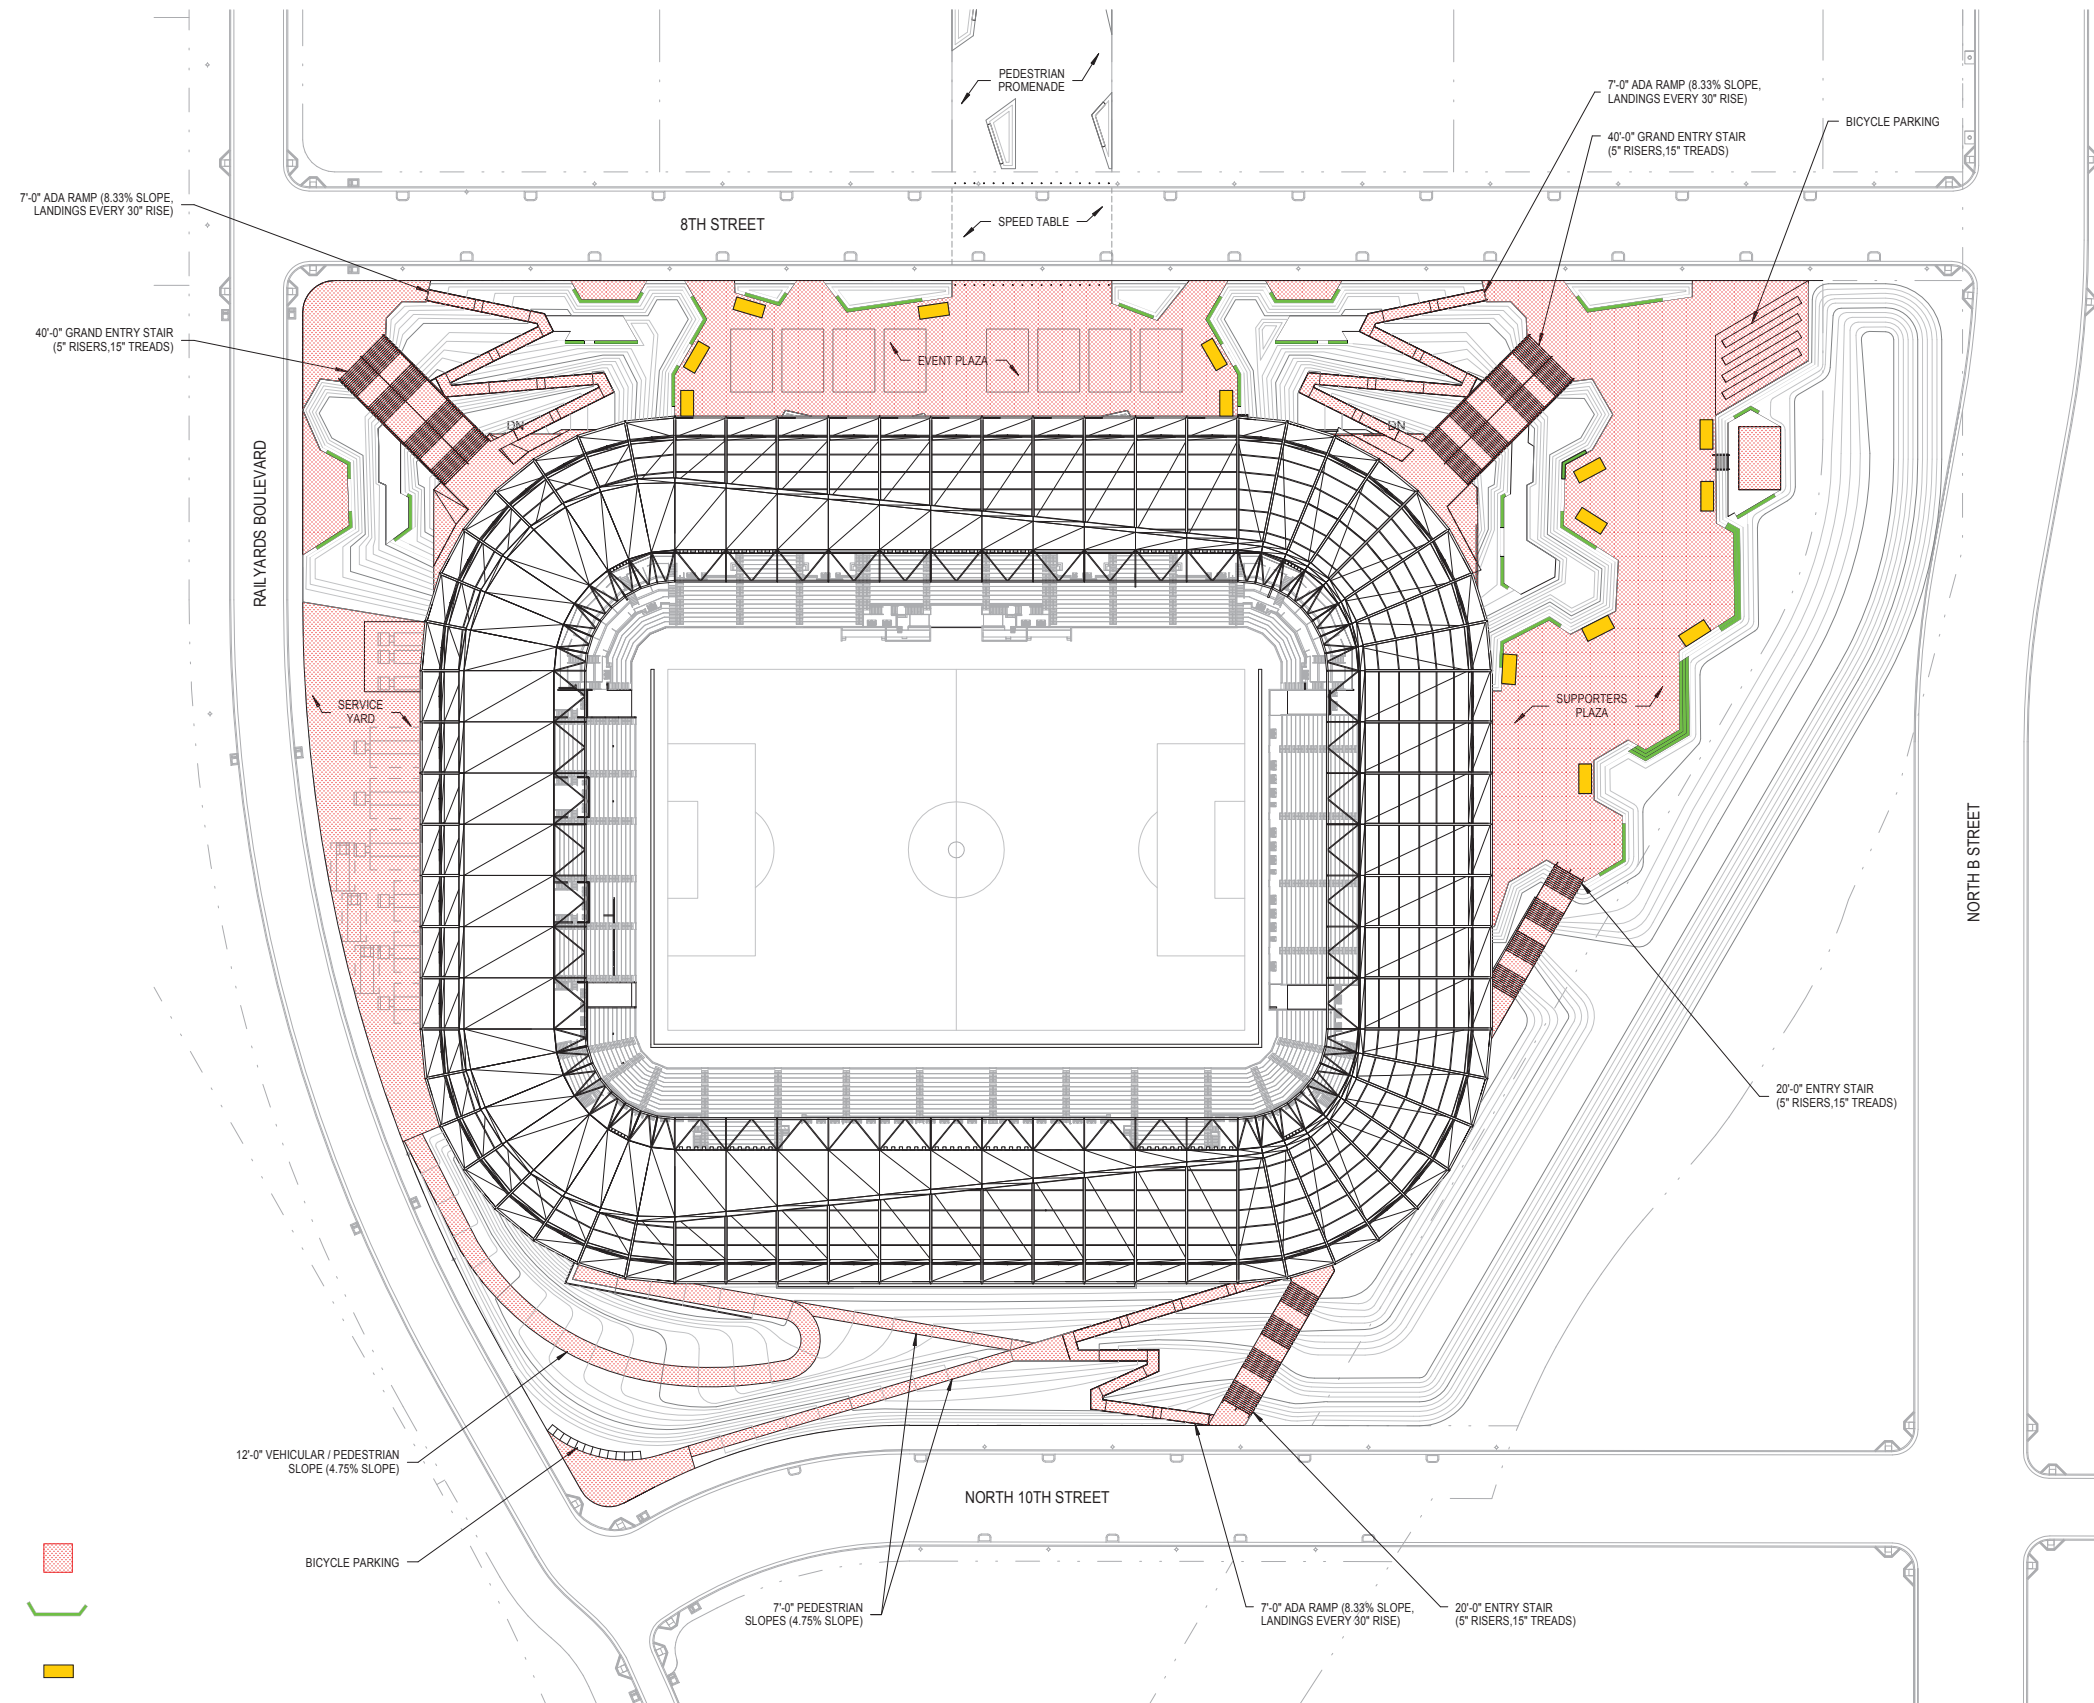 PEDESTRIAN
PROMENADE
7'-0" ADA RAMP (8.33% SLOPE,
LANDINGS EVERY 30" RISE)
40'-0" GRAND ENTRY STAIR
(5" RISERS,15" TREADS)
BICYCLE PARKING
7'-0" ADA RAMP (8.33% SLOPE,
LANDINGS EVERY 30" RISE)
8TH STREET
SPEED TABLE
40'-0" GRAND ENTRY STAIR
(5" RISERS,15" TREADS)
EVENT PLAZA
DN
DN
RAILYARDS BOULEVARD
SERVICE
YARD
SUPPORTERS
PLAZA
NORTH B STREET
20'-0" ENTRY STAIR
(5" RISERS,15" TREADS)
12'-0" VEHICULAR / PEDESTRIAN
SLOPE (4.75% SLOPE)
NORTH 10TH STREET
BICYCLE PARKING
7'-0" PEDESTRIAN
SLOPES (4.75% SLOPE)
7'-0" ADA RAMP (8.33% SLOPE,
LANDINGS EVERY 30" RISE)
20'-0" ENTRY STAIR
(5" RISERS,15" TREADS)